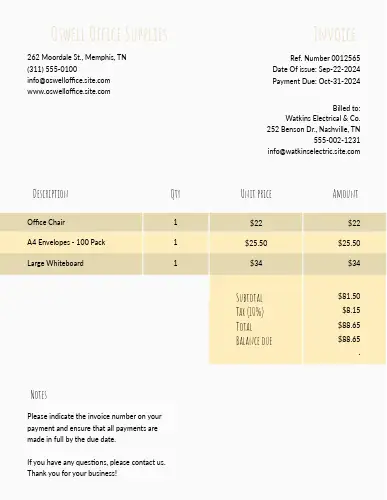 Oswell Office Supplies
Invoice
262 Moordale St., Memphis, TN
(311) 555-0100
info@oswelloffice.site.com
www.oswelloffice.site.com
Ref. Number 0012565
Date Of issue: Sep-22-2024
Payment Due: Oct-31-2024
Billed to:
Watkins Electrical & Co.
252 Benson Dr., Nashville, TN
555-002-1231
info@watkinselectric.site.com
Description Qty Unit price Amount
Office Chair 1 $22 $22
A4 Envelopes - 100 Pack 1 $25.50 $25.50
Large Whiteboard 1 $34 $34
Subtotal $81.50
Tax (10%) $8.15
Total $88.65
Balance due $88.65
.
Notes
Please indicate the invoice number on your
payment and ensure that all payments are
made in full by the due date.
If you have any questions, please contact us.
Thank you for your business!